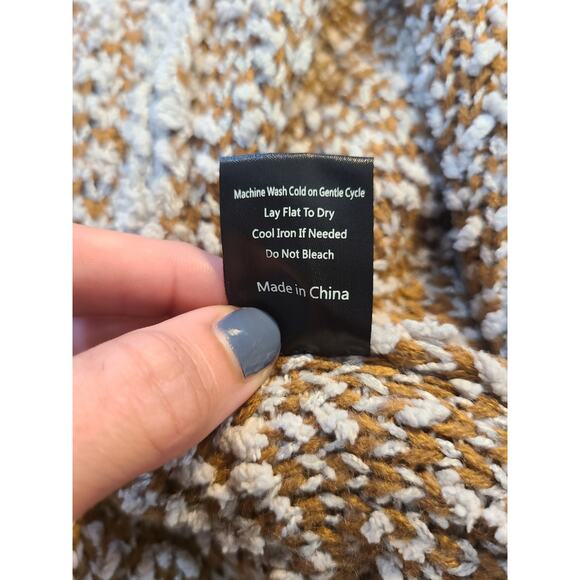 Machine Wash Cold on Gentle Cycle
Lay Flat To Dry
Cool Iron If Needed
Do Not Bleach
Made in China